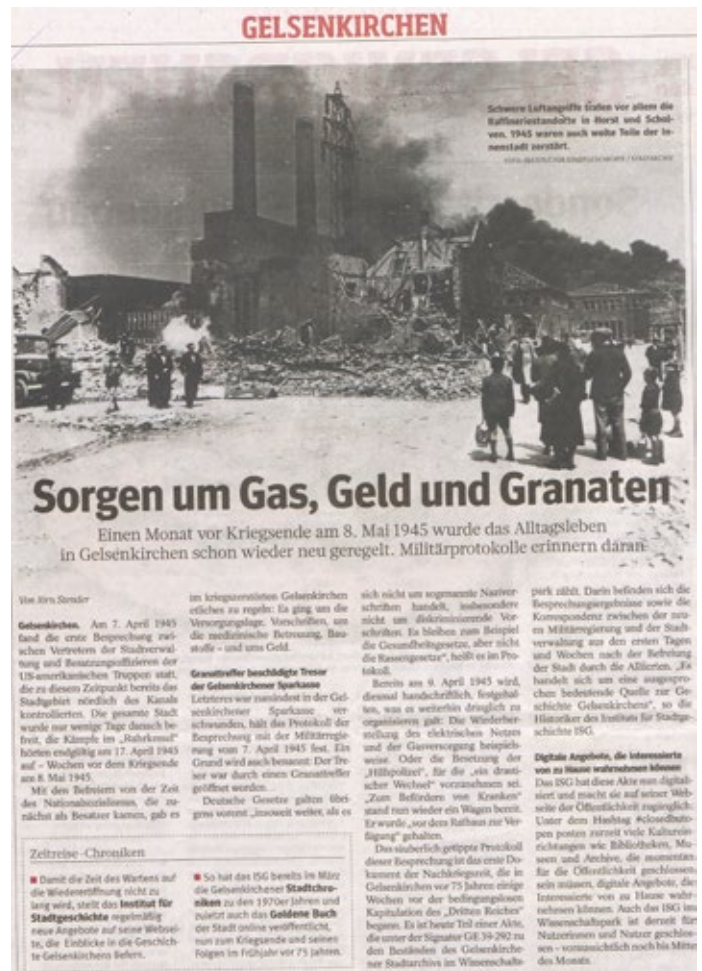 GELSENKIRCHEN
Schwere Luftangriffe trafen vor allem die
Raffineriestandorte in Horst und Schol-
ven. 1945 waren auch weite Teile der In-
nenstadt zerstört.
Sorgen um Gas, Geld und Granaten
Einen Monat vor Kriegsende am 8. Mai 1945 wurde das Alltagsleben
in Gelsenkirchen schon wieder neu geregelt. Militärprotokolle erinnern daran
Von Jörn Stender
Gelsenkirchen. Am 7. April 1945
fand die erste Besprechung zwi-
schen Vertretern der Stadtverwal-
tung und Besatzungsoffizieren der
US-amerikanischen Truppen statt,
die zu diesem Zeitpunkt bereits das
Stadtgebiet nördlich des Kanals
kontrollierten. Die gesamte Stadt
wurde nur wenige Tage danach be-
freit, die Kämpfe im „Ruhrkessel“
hörten endgültig am 17. April 1945
auf – Wochen vor dem Kriegsende
am 8. Mai 1945.
Mit den Befreiern von der Zeit
des Nationalsozialismus, die zu-
nächst als Besatzer kamen, gab es
im kriegszerstörten Gelsenkirchen
etliches zu regeln: Es ging um die
Versorgungslage, Vorschriften, um
die medizinische Betreuung, Bau-
stoffe – und ums Geld.
Granattreffer beschädigte Tresor
der Gelsenkirchener Sparkasse
Letzteres war zumindest in der Gel-
senkirchener Sparkasse ver-
schwunden, hält das Protokoll der
Besprechung mit der Militärregie-
rung vom 7. April 1945 fest. Ein
Grund wird auch benannt: Der Tre-
sor war durch einen Granattreffer
geöffnet worden.
Deutsche Gesetze galten übri-
gens vorerst „insoweit weiter, als es
sich nicht um sogenannte Nazivor-
schriften handelt, insbesondere
nicht um diskriminierende Vor-
schriften. Es bleiben zum Beispiel
die Gesundheitsgesetze, aber nicht
die Rassengesetze“, heißt es im Pro-
tokoll.
Bereits am 9. April 1945 wird,
diesmal handschriftlich, festgehal-
ten, was es weiterhin dringlich zu
organisieren galt: Die Wiederher-
stellung des elektrischen Netzes
und der Gasversorgung beispiels-
weise. Oder die Besetzung der
„Hilfspolizei“, für die „ein drasti-
scher Wechsel“ vorzunehmen sei.
„Zum Befördern von Kranken“
stand nun wieder ein Wagen bereit.
Er wurde „vor dem Rathaus zur Ver-
fügung“ gehalten.
Das säuberlich getippte Protokoll
dieser Besprechung ist das erste Do-
kument der Nachkriegszeit, die in
Gelsenkirchen vor 75 Jahren einige
Wochen vor der bedingungslosen
Kapitulation des „Dritten Reiches“
begann. Es ist heute Teil einer Akte,
die unter der Signatur GE 39-292 zu
den Beständen des Gelsenkirche-
ner Stadtarchivs im Wissenschafts-
park zählt. Darin befinden sich die
Besprechungsergebnisse sowie die
Korrespondenz zwischen der neu-
en Militärregierung und der Stadt-
verwaltung aus den ersten Tagen
und Wochen nach der Befreiung
der Stadt durch die Alliierten. „Es
handelt sich um eine ausgespro-
chen bedeutende Quelle zur Ge-
schichte Gelsenkirchens“, so die
Historiker des Instituts für Stadtge-
schichte ISG.
Digitale Angebote, die Interessierte
von zu Hause wahrnehmen können
Das ISG hat diese Akte nun digitali-
siert und macht sie auf seiner Web-
seite der Öffentlichkeit zugänglich.
Unter dem Hashtag #closedbuto-
pen posten zurzeit viele Kulturein-
richtungen wie Bibliotheken, Mu-
seen und Archive, die momentan
für die Öffentlichkeit geschlossen
sein müssen, digitale Angebote, die
Interessierte von zu Hause wahr-
nehmen können. Auch das ISG im
Wissenschaftspark ist derzeit für
Nutzerinnen und Nutzer geschlos-
sen – voraussichtlich noch bis Mitte
des Monats.
Zeitreise-Chroniken
Damit die Zeit des Wartens auf
die Wiedereröffnung nicht zu
lang wird, stellt das Institut für
Stadtgeschichte regelmäßig
neue Angebote auf seine Websei-
te, die Einblicke in die Geschich-
te Gelsenkirchens liefern.
So hat das ISG bereits im März
die Gelsenkirchener Stadtchro-
niken zu den 1970er Jahren und
zuletzt auch das Goldene Buch
der Stadt online veröffentlicht,
nun zum Kriegsende und seinen
Folgen im Frühjahr vor 75 Jahren.